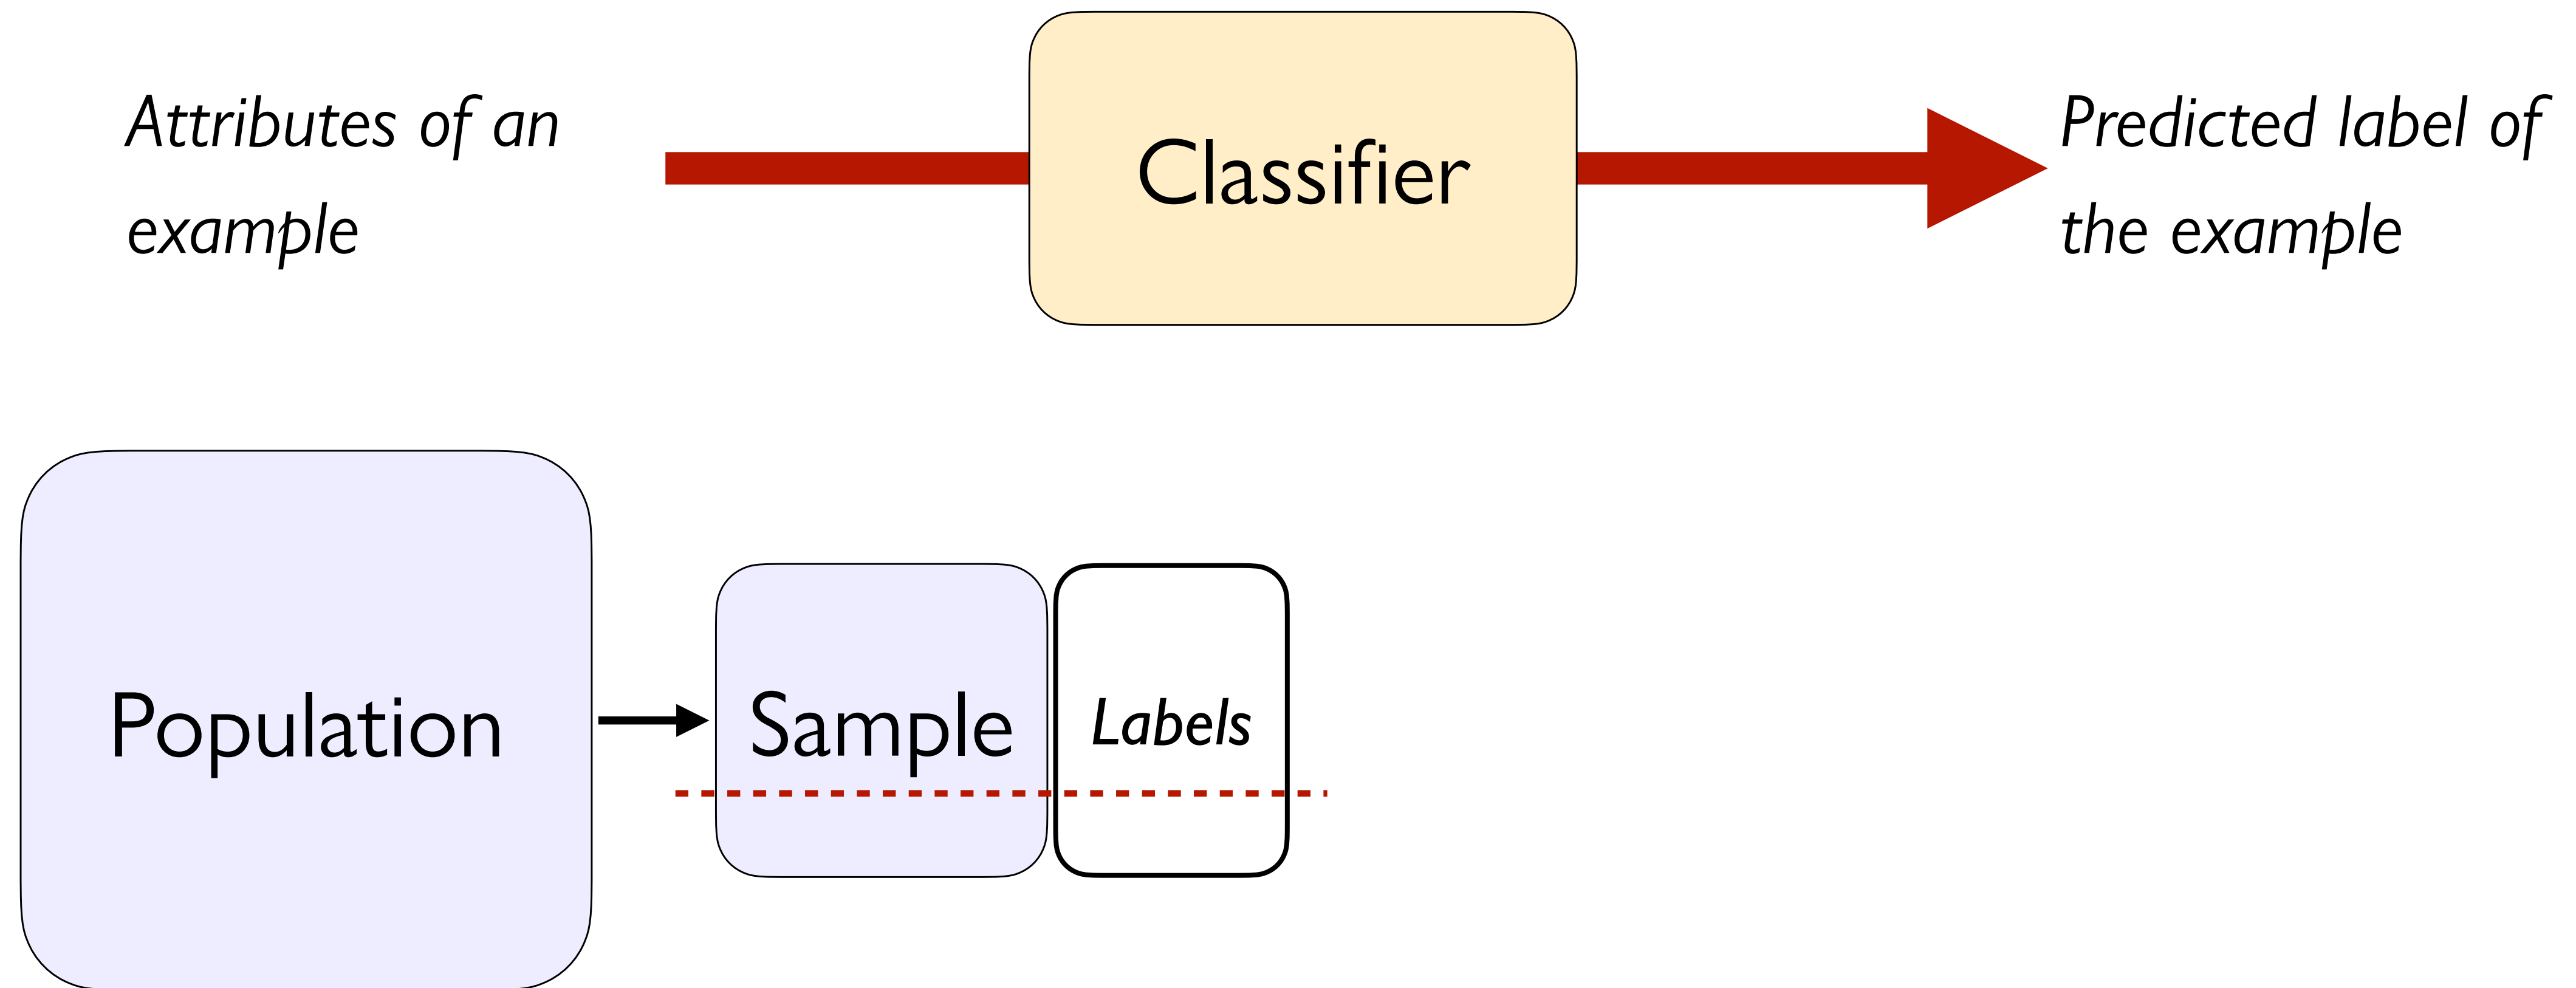 Attributes of an
example
Classifier
Predicted label of
the example
Population
Sample
Labels